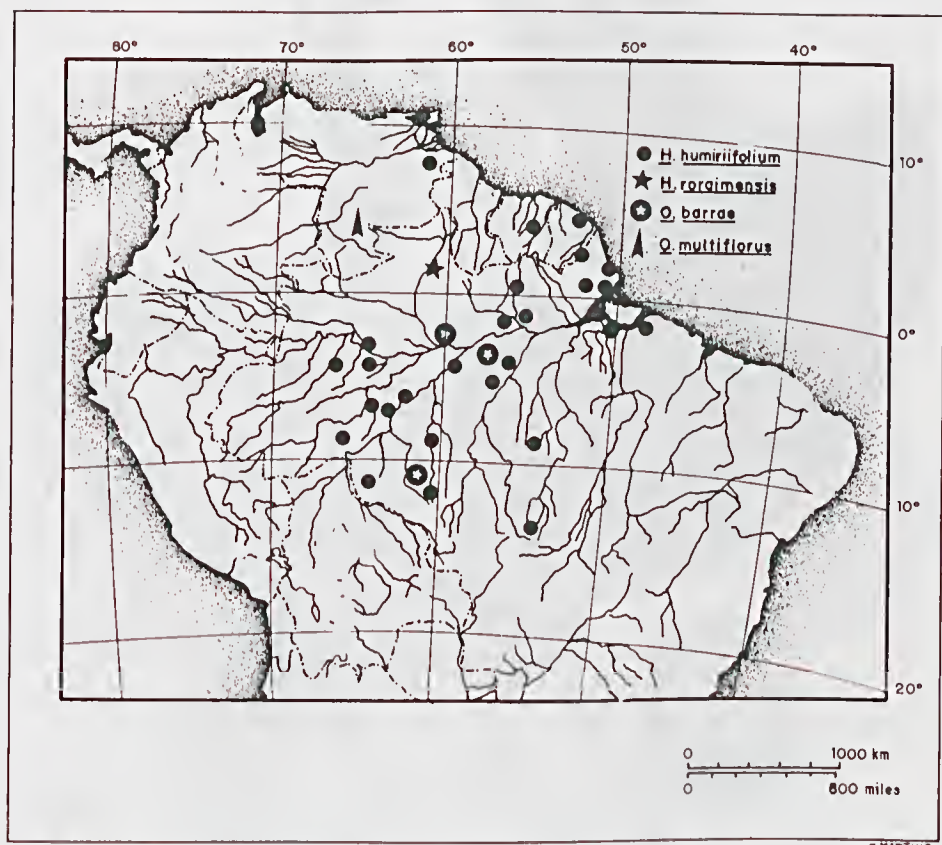 80° 70° 60° 50° 40°
H. humiriifolium
10°
H. roraimensis
O. barrae
O. multiflorus
0°
10°
20°
0 1000 km
0 600 miles